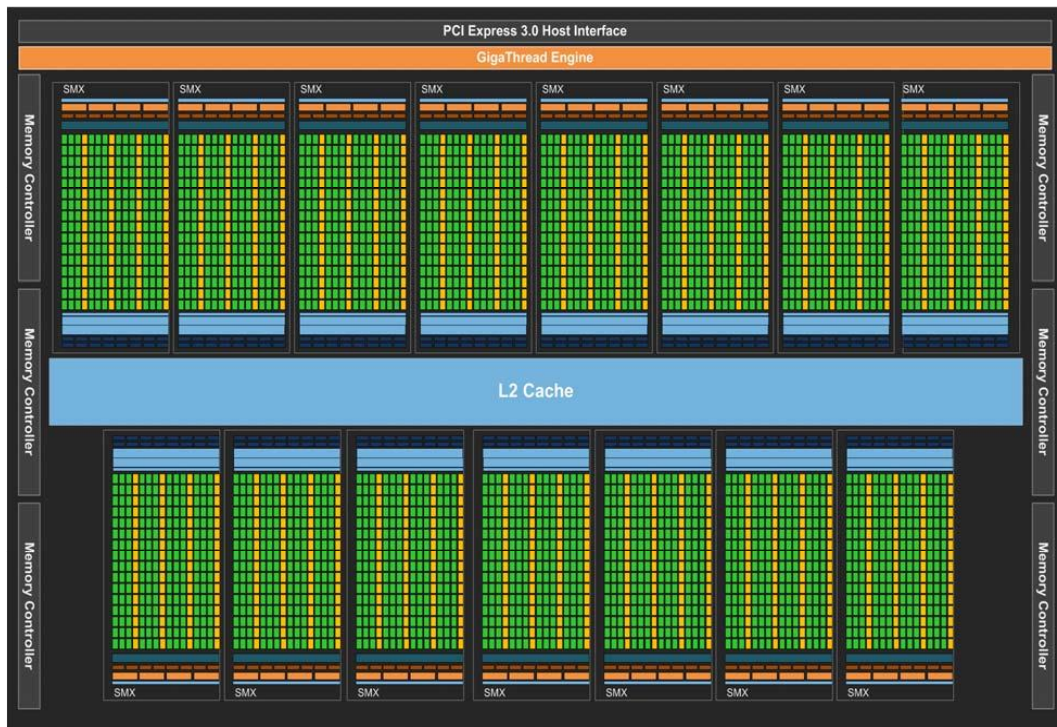 PCI Express 3.0 Host Interface
GigaThread Engine
SMX
SMX
SMX
SMX
SMX
SMX
SMX
SMX
Memory Controller
Memory Controller
Memory Controller
Memory Controller
L2 Cache
Memory Controller
Memory Controller
SMX
SMX
SMX
SMX
SMX
SMX
SMX